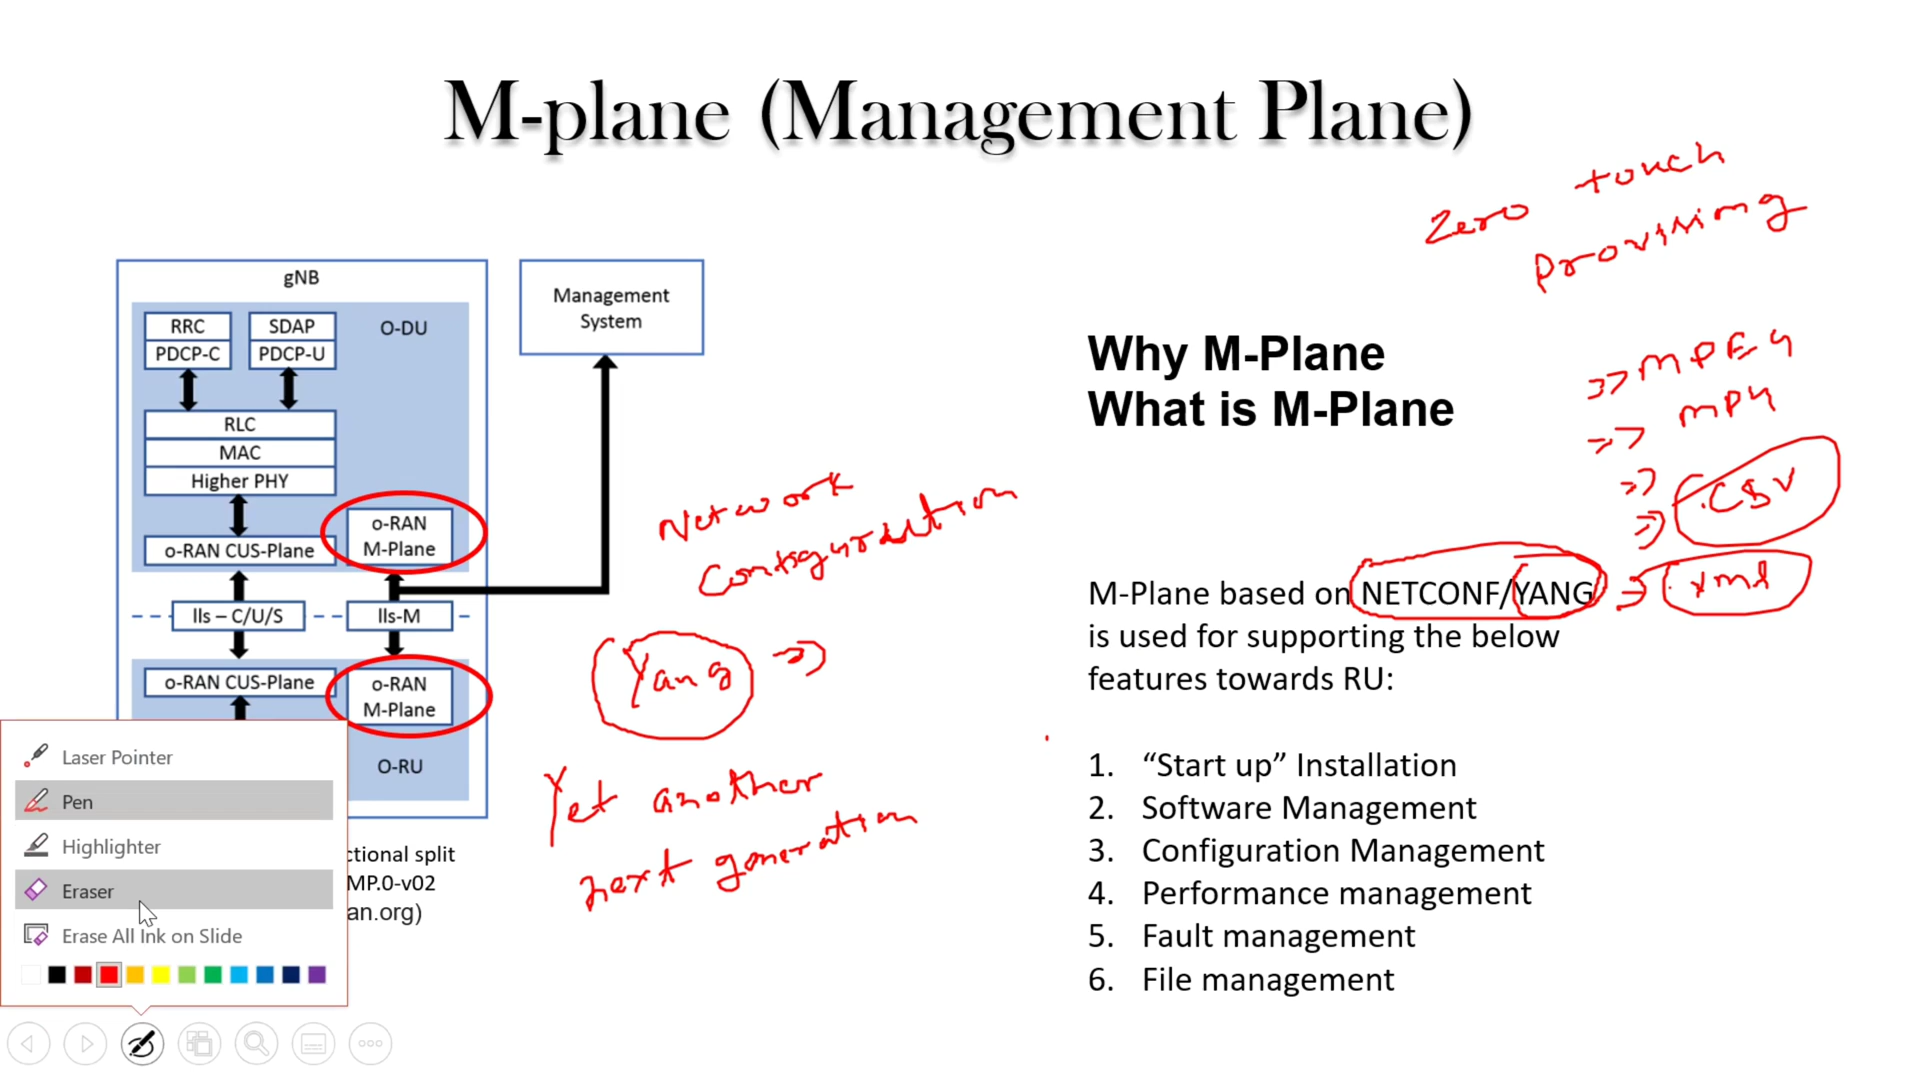 M-plane (Management Plane)
Zero touch
provising
gNB
RRC
PDCP-C
SDAP
PDCP-U
O-DU
RLC
MAC
Higher PHY
o-RAN CUS-Plane
o-RAN
M-Plane
lls – C/U/S
lls-M
o-RAN CUS-Plane
o-RAN
M-Plane
O-RU
Management
System
ctional split
MP.0-v02
an.org)
Network
Configuration
Yang
Yet another
next generation
Why M-Plane
What is M-Plane
MPE4
MP4
.CSV
xml
M-Plane based on NETCONF/YANG
is used for supporting the below
features towards RU:
1. “Start up” Installation
2. Software Management
3. Configuration Management
4. Performance management
5. Fault management
6. File management
Laser Pointer
Pen
Highlighter
Eraser
Erase All Ink on Slide